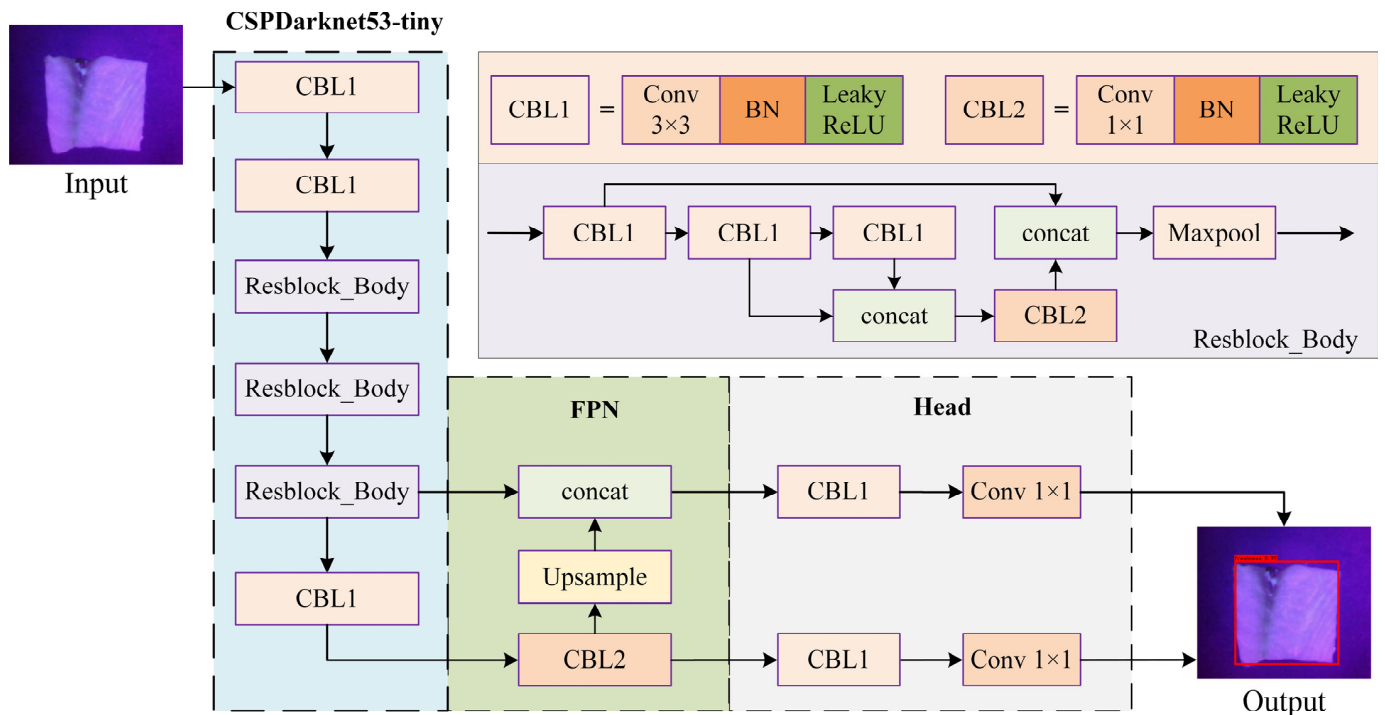 CSPDarknet53-tiny
Input
CBL1
CBL1
Resblock_Body
Resblock_Body
Resblock_Body
CBL1
CBL1
=
Conv
3×3
BN
Leaky
ReLU
CBL2
=
Conv
1×1
BN
Leaky
ReLU
CBL1
CBL1
CBL1
concat
Maxpool
concat
CBL2
Resblock_Body
FPN
concat
Upsample
CBL2
Head
CBL1
Conv 1×1
CBL1
Conv 1×1
Output